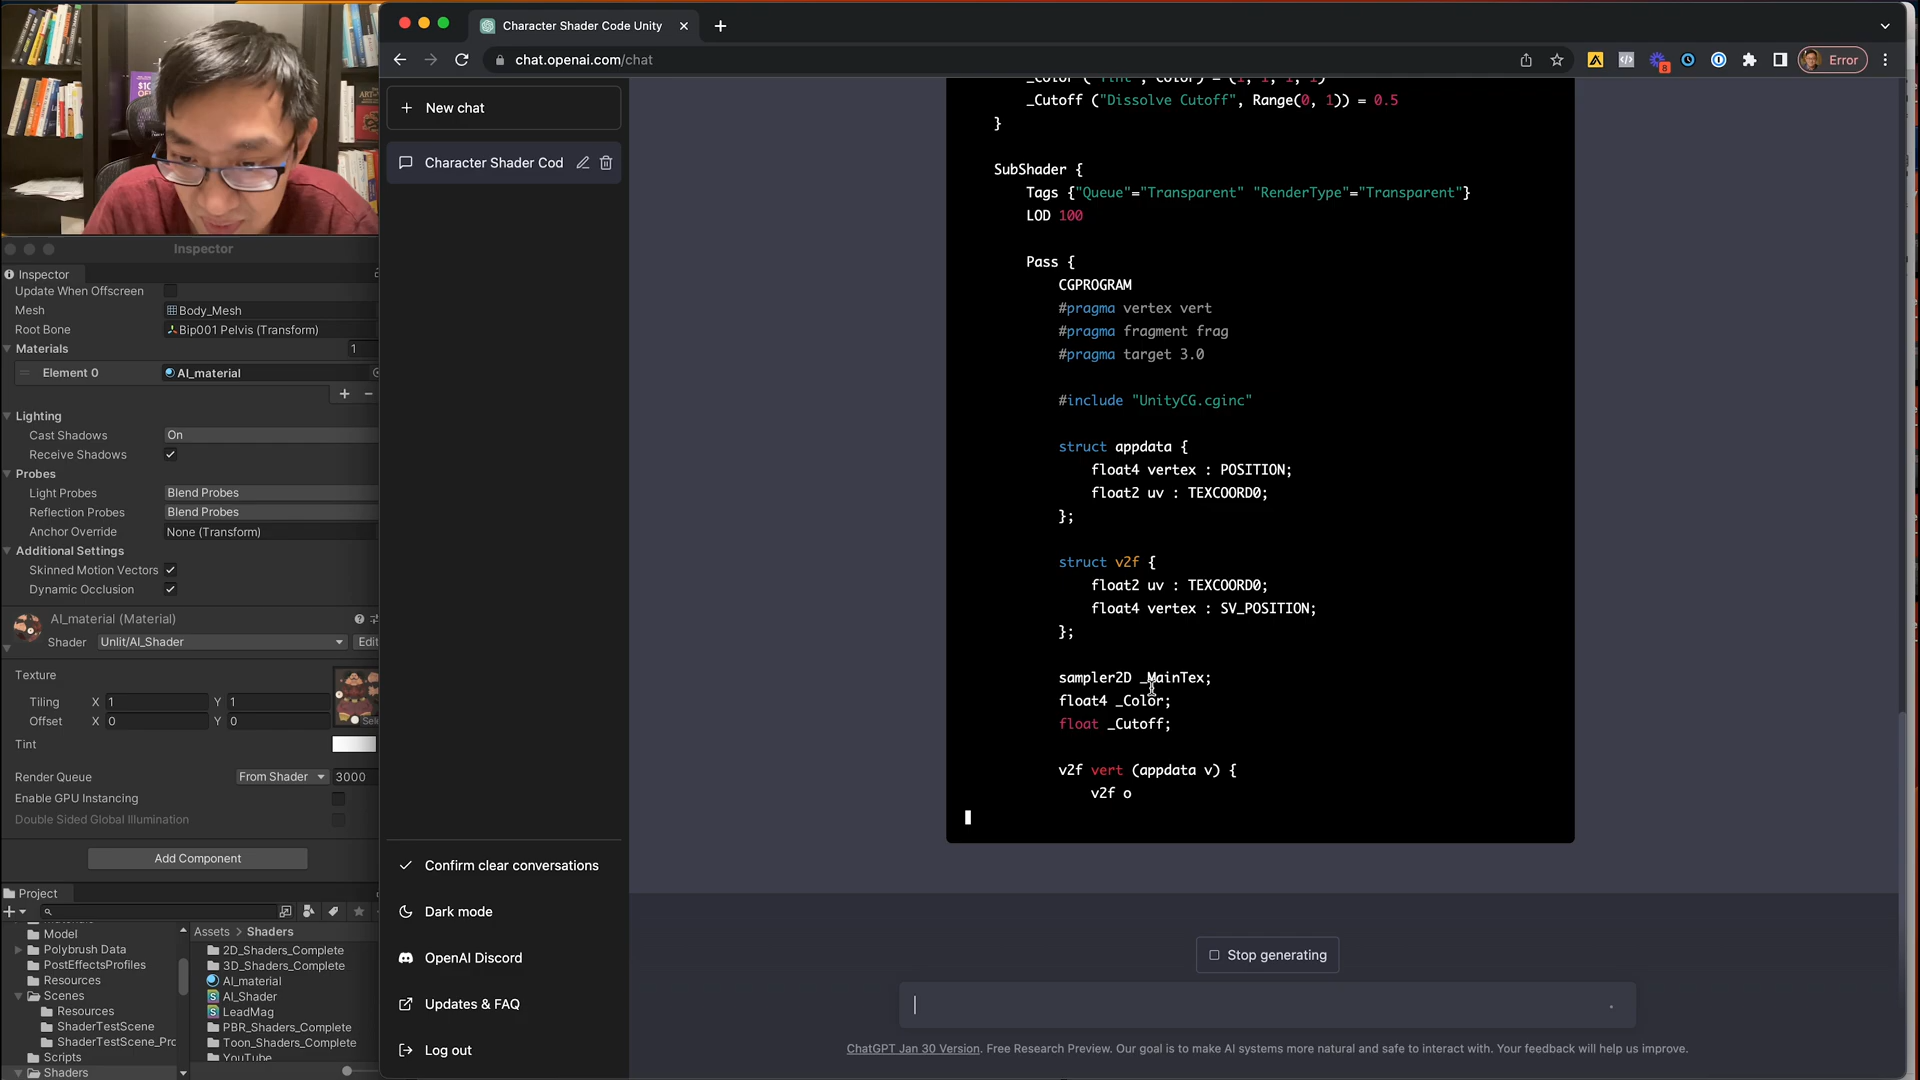 Character Shader Code Unity
chat.openai.com/chat
8
Error
New chat
Character Shader Cod
_Color ("Tint", Color) = (1, 1, 1, 1)
_Cutoff ("Dissolve Cutoff", Range(0, 1)) = 0.5
}
SubShader {
Tags {"Queue"="Transparent" "RenderType"="Transparent"}
LOD 100
Pass {
CGPROGRAM
#pragma vertex vert
#pragma fragment frag
#pragma target 3.0
#include "UnityCG.cginc"
struct appdata {
float4 vertex : POSITION;
float2 uv : TEXCOORD0;
};
struct v2f {
float2 uv : TEXCOORD0;
float4 vertex : SV_POSITION;
};
sampler2D _MainTex;
float4 _Color;
float _Cutoff;
v2f vert (appdata v) {
v2f o
Stop generating
ChatGPT Jan 30 Version. Free Research Preview. Our goal is to make AI systems more natural and safe to interact with. Your feedback will help us improve.
Confirm clear conversations
Dark mode
OpenAI Discord
Updates & FAQ
Log out
Inspector
Inspector
Update When Offscreen
Mesh Body_Mesh
Root Bone Bip001 Pelvis (Transform)
Materials 1
Element 0 AI_material
Lighting
Cast Shadows On
Receive Shadows
Probes
Light Probes Blend Probes
Reflection Probes Blend Probes
Anchor Override None (Transform)
Additional Settings
Skinned Motion Vectors
Dynamic Occlusion
AI_material (Material)
Shader Unlit/AI_Shader Edit
Texture
Tiling X 1 Y 1
Offset X 0 Y 0
Tint
Render Queue From Shader 3000
Enable GPU Instancing
Double Sided Global Illumination
Add Component
Project
Model
Polybrush Data
PostEffectsProfiles
Resources
Scenes
Resources
ShaderTestScene
ShaderTestScene_Prc
Scripts
Shaders
Assets > Shaders
2D_Shaders_Complete
3D_Shaders_Complete
AI_material
AI_Shader
LeadMag
PBR_Shaders_Complete
Toon_Shaders_Complete
YouTube